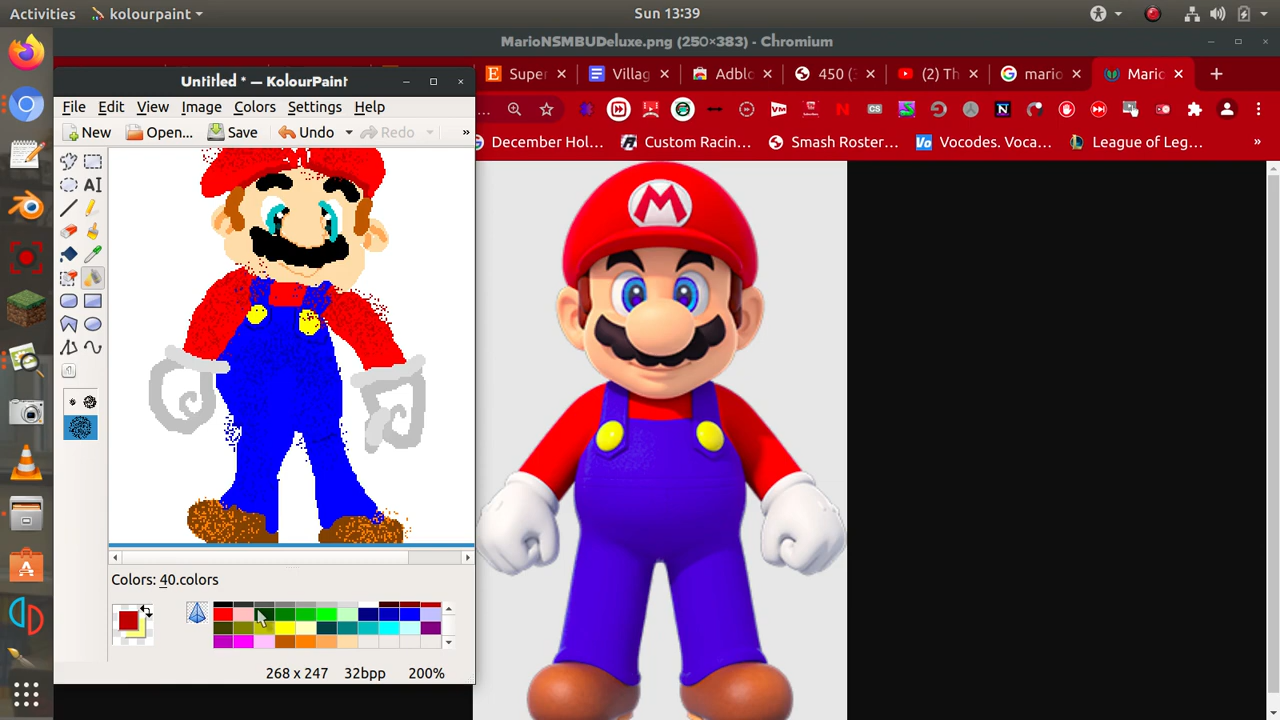 Activities kolourpaint Sun 13:39
MarioNSMBUDeluxe.png (250×383) - Chromium
Untitled * — KolourPaint
Super Villag Adblo 450 ( (2) Th mario Mario
File Edit View Image Colors Settings Help
...
New Open... Save Undo Redo »
December Hol... Custom Racin... Smash Roster... Vo Vocodes. Voca... League of Leg... »
M
Colors: 40.colors
268 x 247 32bpp 200%